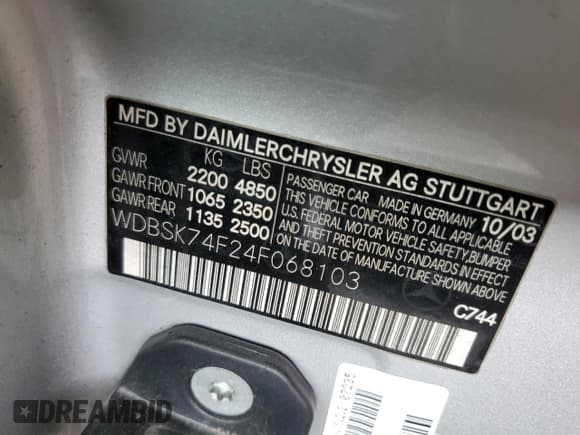 MFD BY DAIMLERCHRYSLER AG STUTTGART
KG LBS
GVWR 2200 4850
GAWR FRONT 1065 2350
GAWR REAR 1135 2500
PASSENGER CAR MADE IN GERMANY 10/03
THIS VEHICLE CONFORMS TO ALL APPLICABLE
U.S. FEDERAL MOTOR VEHICLE SAFETY,BUMPER
AND THEFT PREVENTION STANDARDS IN EFFECT
ON THE DATE OF MANUFACTURE SHOWN ABOVE
WDBSK74F24F068103
C744
67235
DREAMBID